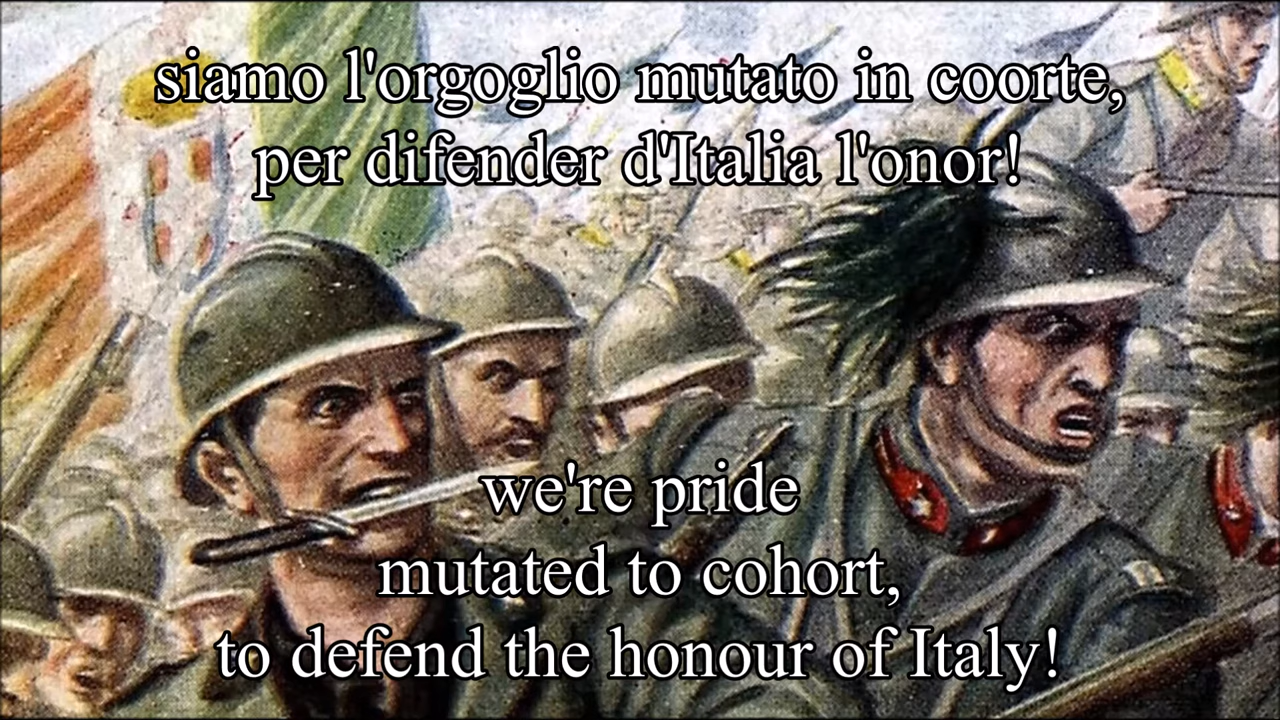 siamo l'orgoglio mutato in coorte,
per difender d'Italia l'onor!
we're pride
mutated to cohort,
to defend the honour of Italy!